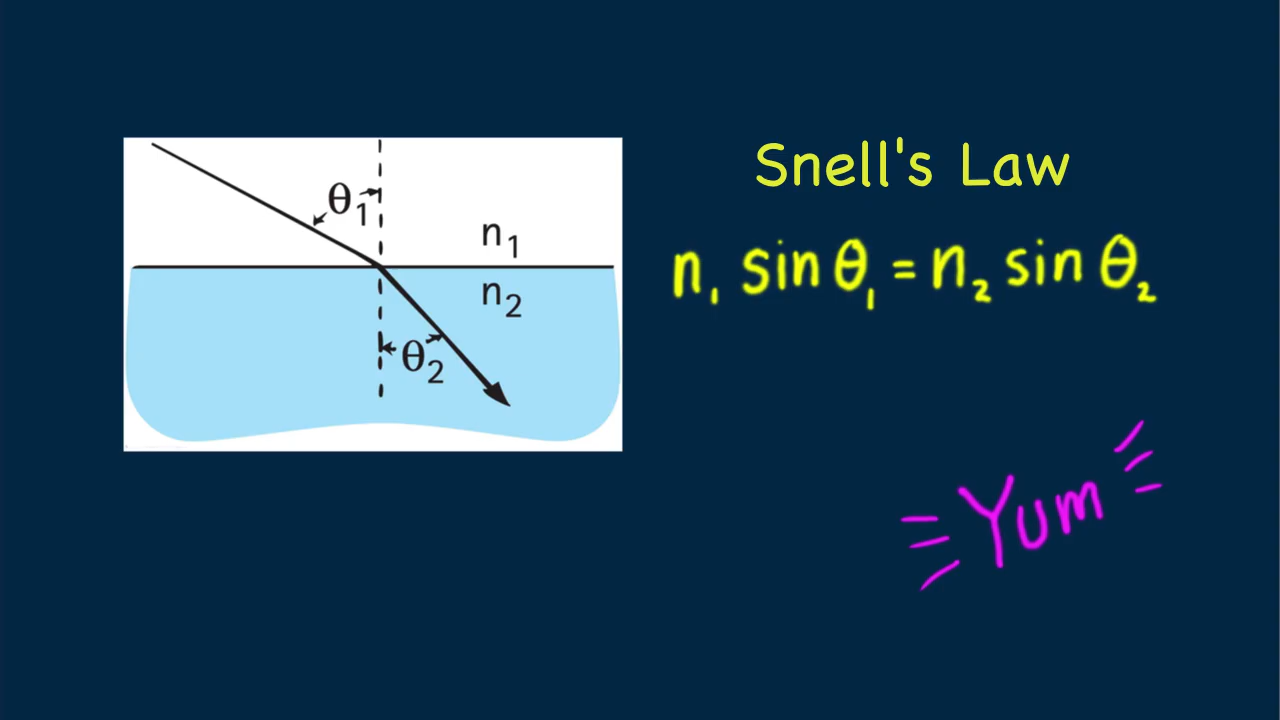 θ₁
n₁
n₂
θ₂
Snell's Law
n₁ sin θ₁ = n₂ sin θ₂
Yum